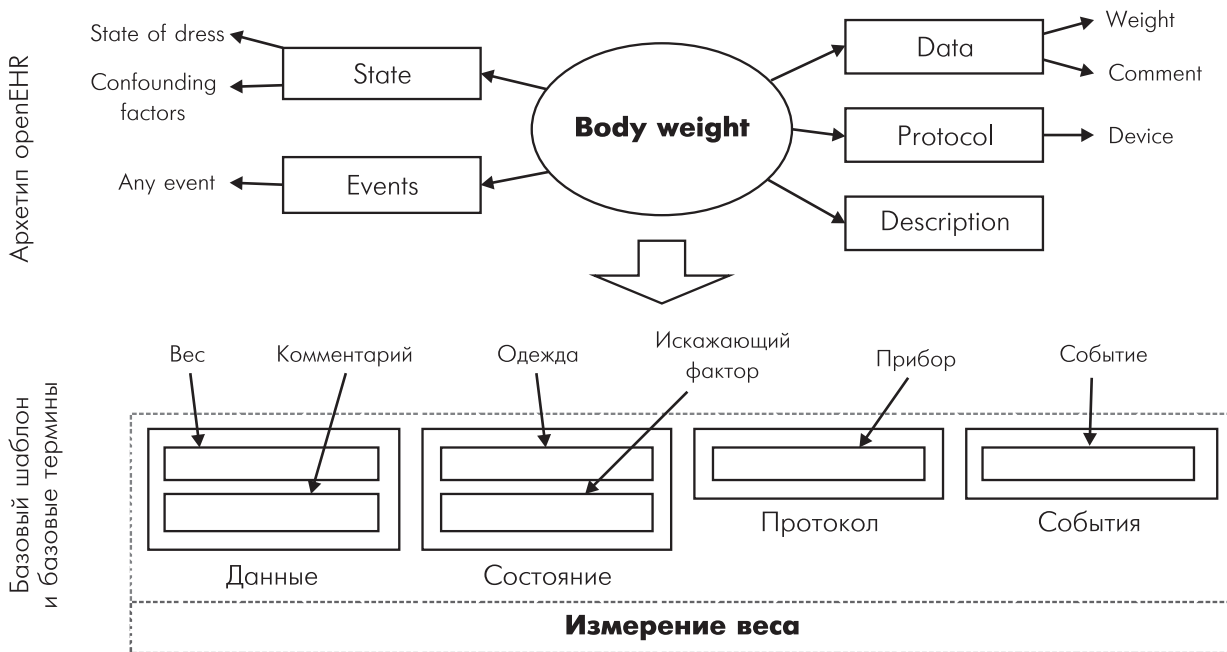 Архетип openEHR
State of dress
Confounding
factors
State
Any event
Events
Body weight
Data
Weight
Comment
Protocol
Device
Description
Базовый шаблон
и базовые термины
Вес
Комментарий
Одежда
Искажающий
фактор
Прибор
Событие
Данные
Состояние
Протокол
События
Измерение веса